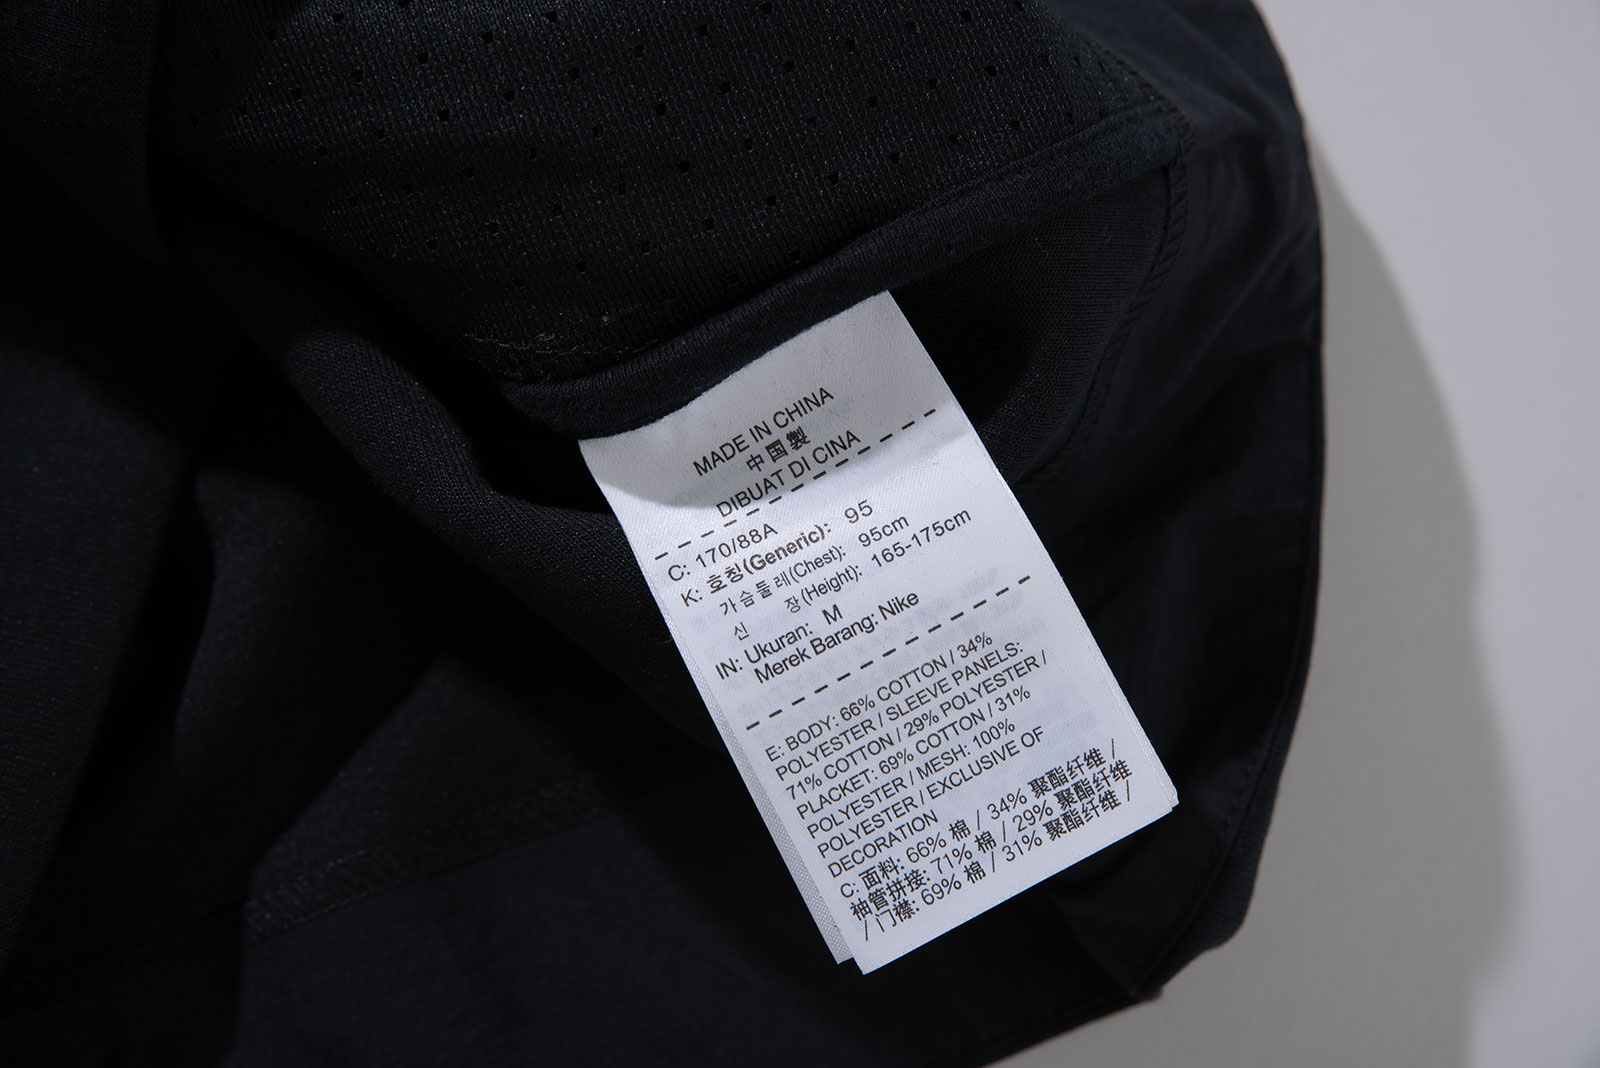 MADE IN CHINA
中国製
DIBUAT DI CINA
C: 170/88A
K: 호칭(Generic): 95
가슴둘레(Chest): 95cm
신 장(Height): 165-175cm
IN: Ukuran: M
Merek Barang: Nike
E: BODY: 66% COTTON / 34%
POLYESTER / SLEEVE PANELS:
71% COTTON / 29% POLYESTER /
PLACKET: 69% COTTON / 31%
POLYESTER / MESH: 100%
POLYESTER / EXCLUSIVE OF
DECORATION
C: 面料: 66% 棉 / 34% 聚酯纤维 /
袖管拼接: 71% 棉 / 29% 聚酯纤维
/ 门襟: 69% 棉 / 31% 聚酯纤维 /